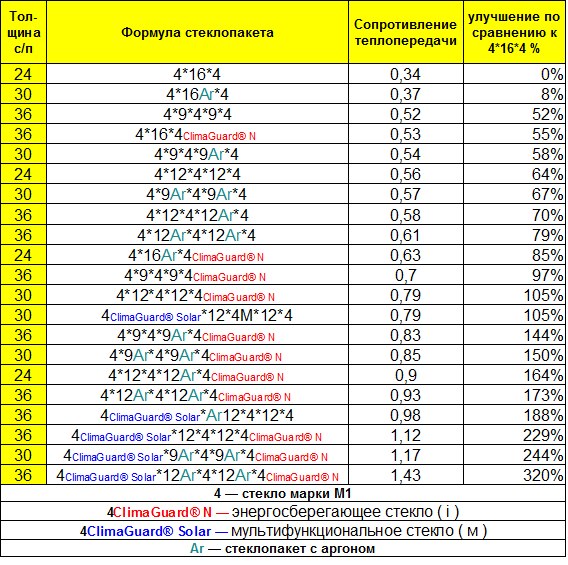 Тол-
щина
с/п
Формула стеклопакета
Сопротивление
теплопередачи
улучшение по
сравнению к
4*16*4 %
24 4*16*4 0,34 0%
30 4*16Ar*4 0,37 8%
36 4*9*4*9*4 0,52 52%
36 4*16*4ClimaGuard® N 0,53 55%
30 4*9*4*9Ar*4 0,54 58%
24 4*12*4*12*4 0,56 64%
30 4*9Ar*4*9Ar*4 0,57 67%
36 4*12*4*12Ar*4 0,58 70%
36 4*12Ar*4*12Ar*4 0,61 79%
24 4*16Ar*4ClimaGuard® N 0,63 85%
36 4*9*4*9*4ClimaGuard® N 0,7 97%
30 4*12*4*12*4ClimaGuard® N 0,79 105%
30 4ClimaGuard® Solar*12*4М*12*4 0,79 105%
36 4*9*4*9Ar*4ClimaGuard® N 0,83 144%
30 4*9Ar*4*9Ar*4ClimaGuard® N 0,85 150%
24 4*12*4*12Ar*4ClimaGuard® N 0,9 164%
36 4*12Ar*4*12Ar*4ClimaGuard® N 0,93 173%
36 4ClimaGuard® Solar*Ar12*4*12*4 0,98 188%
36 4ClimaGuard® Solar*12*4*12*4ClimaGuard® N 1,12 229%
30 4ClimaGuard® Solar*9Ar*4*9Ar*4ClimaGuard® N 1,17 244%
36 4ClimaGuard® Solar*12Ar*4*12Ar*4ClimaGuard® N 1,43 320%
4 — стекло марки М1
4ClimaGuard® N — энергосберегающее стекло ( i )
4ClimaGuard® Solar — мультифункциональное стекло ( м )
Ar — стеклопакет с аргоном